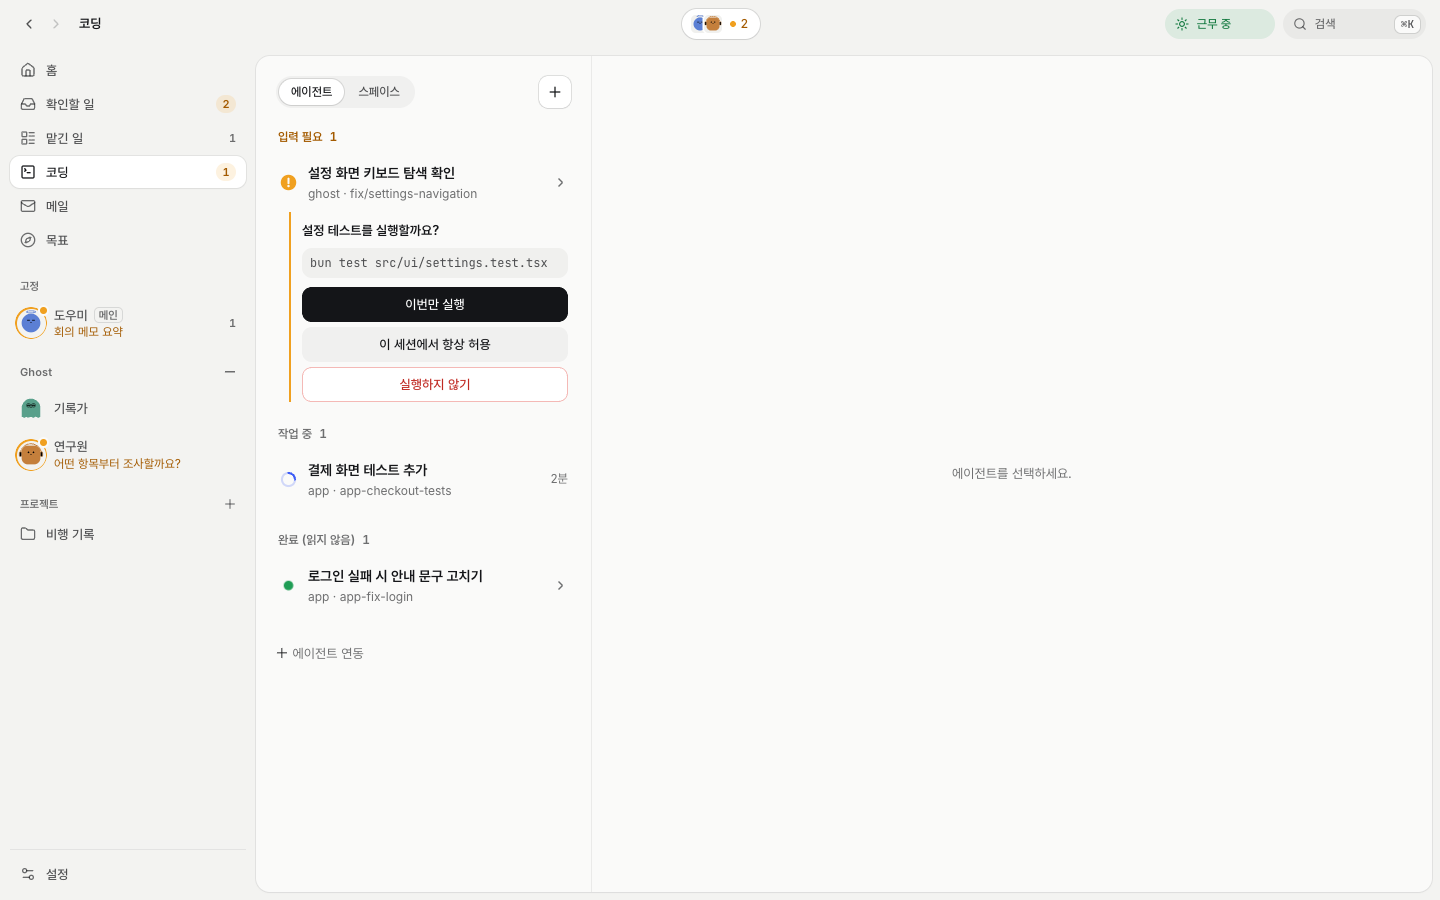 코딩
2
근무 중
검색
⌘K
홈
확인할 일 2
맡긴 일 1
코딩 1
메일
목표
고정
도우미 메인
회의 메모 요약
1
Ghost
기록가
연구원
어떤 항목부터 조사할까요?
프로젝트
비행 기록
설정
에이전트 스페이스
입력 필요 1
설정 화면 키보드 탐색 확인
ghost · fix/settings-navigation
설정 테스트를 실행할까요?
bun test src/ui/settings.test.tsx
이번만 실행
이 세션에서 항상 허용
실행하지 않기
작업 중 1
결제 화면 테스트 추가
app · app-checkout-tests
2분
완료 (읽지 않음) 1
로그인 실패 시 안내 문구 고치기
app · app-fix-login
에이전트 연동
에이전트를 선택하세요.